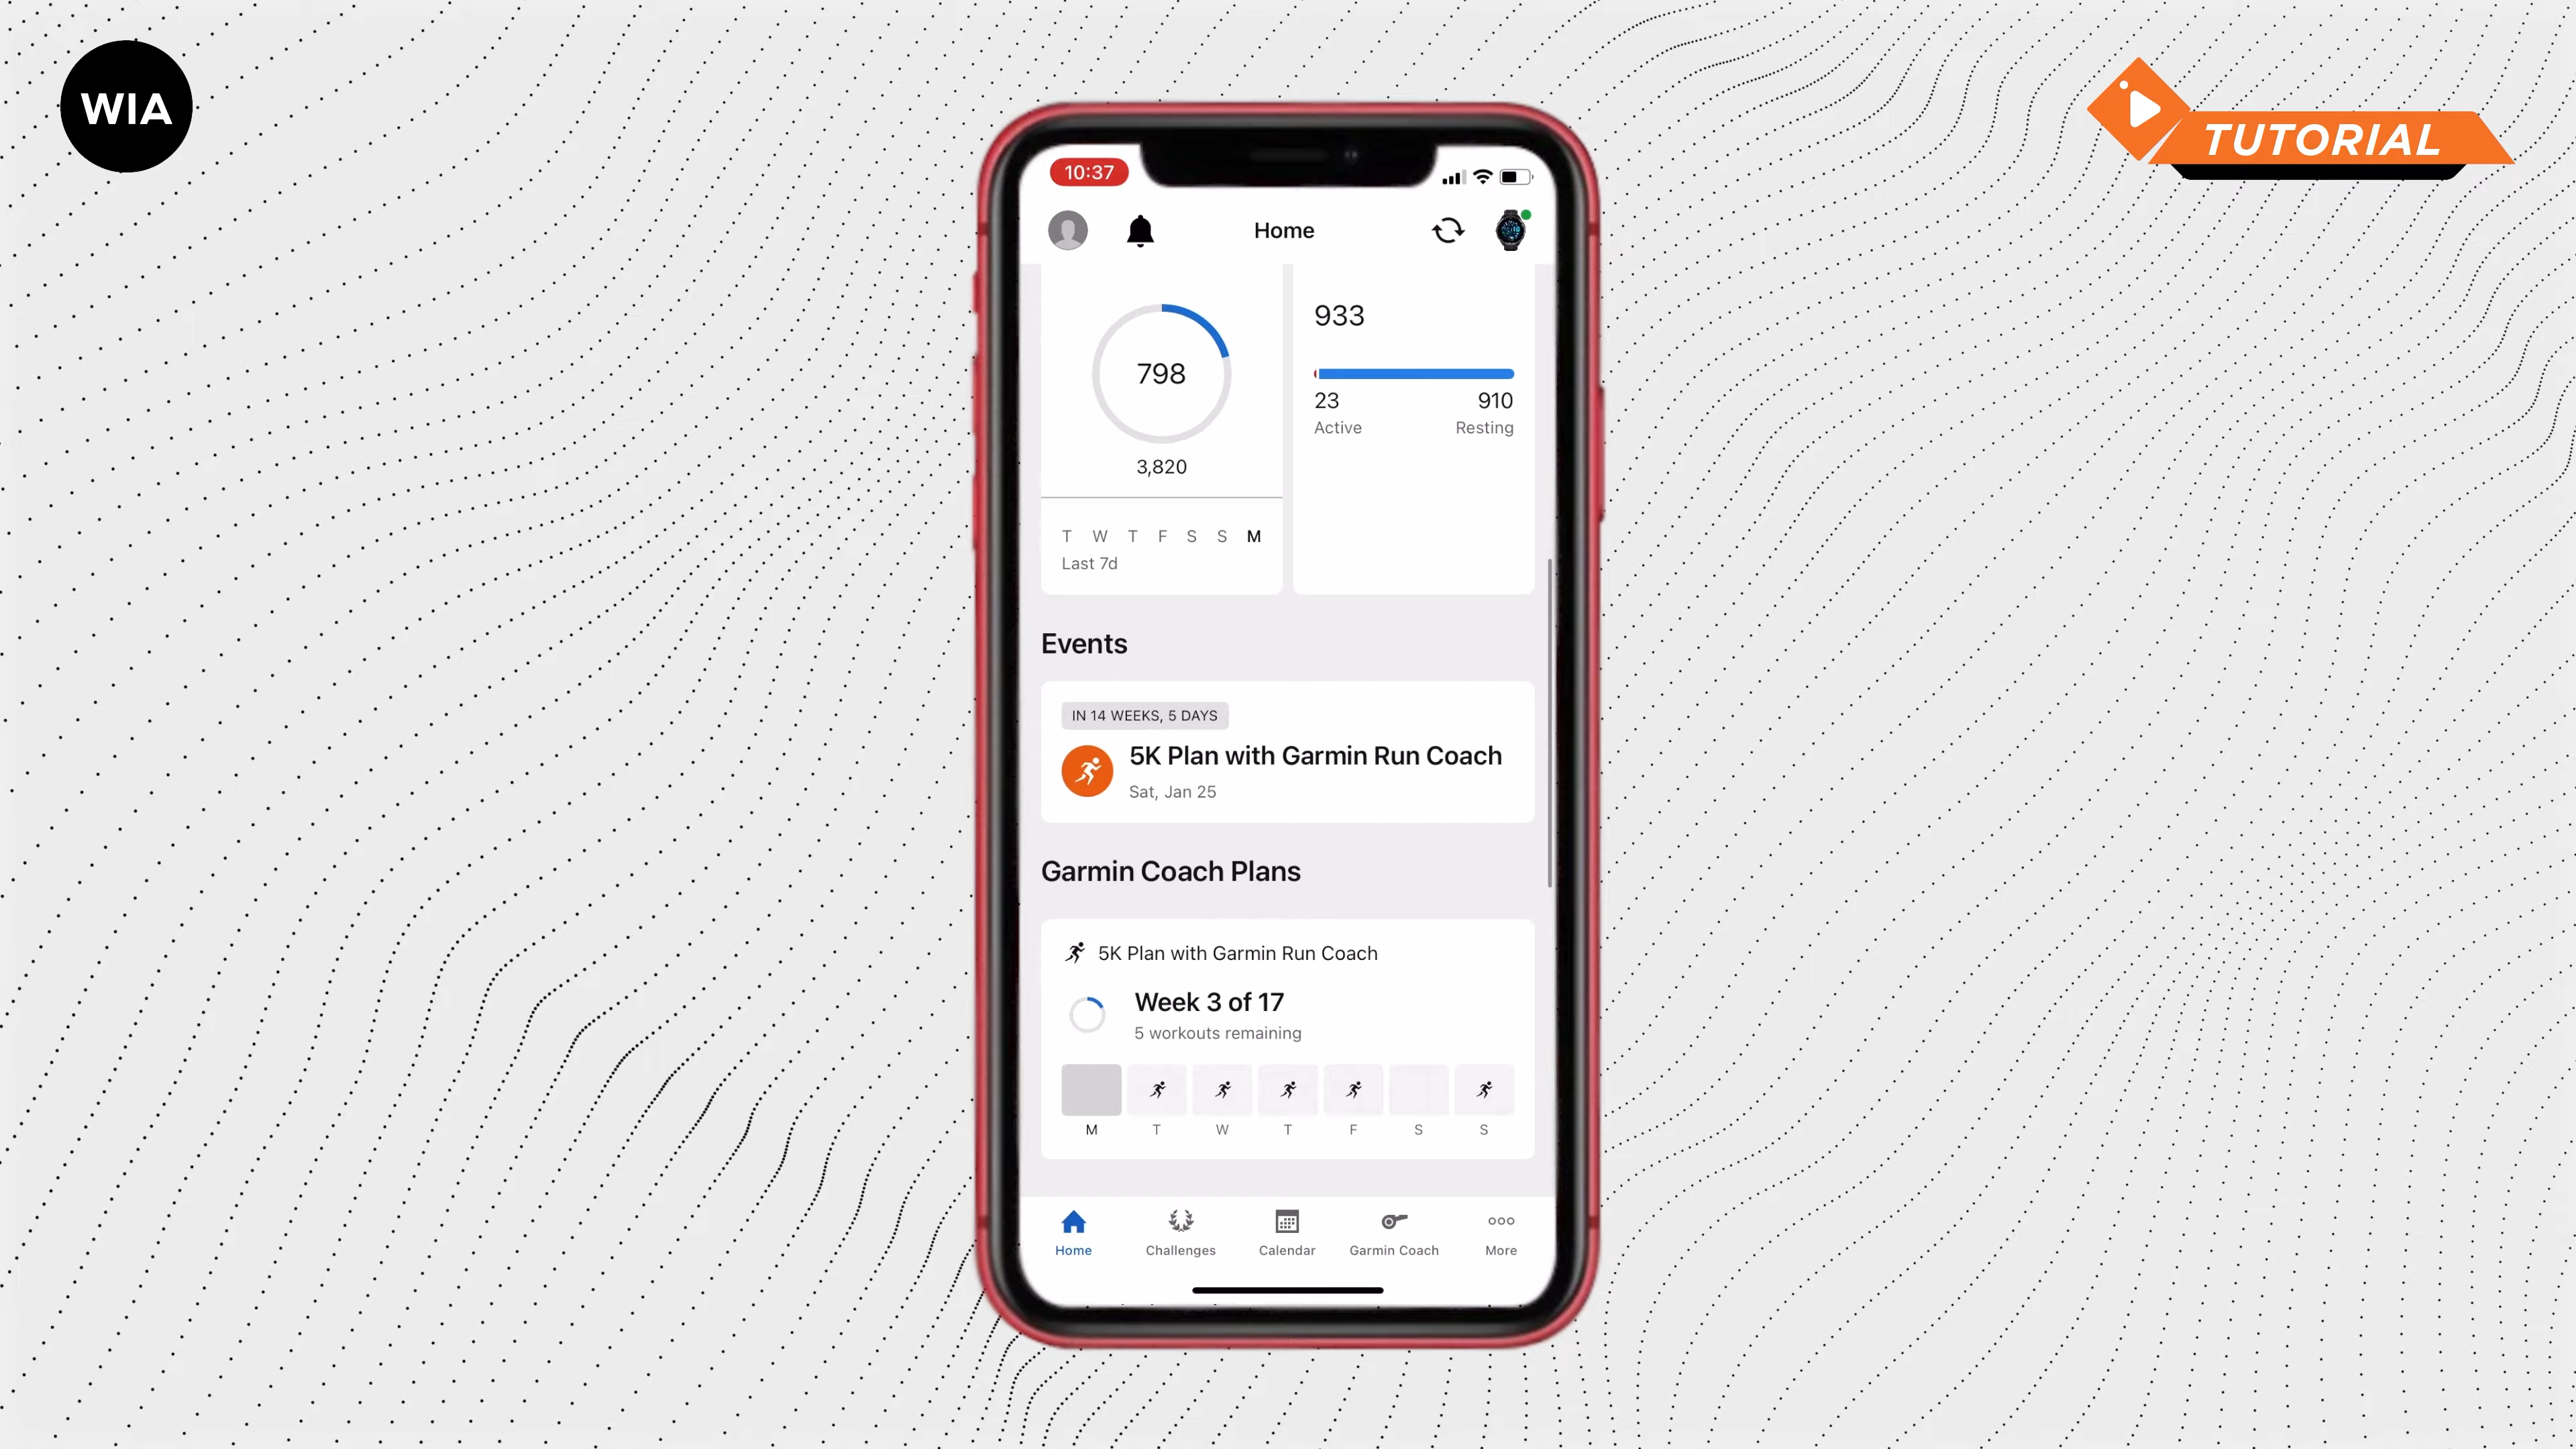 WIA
TUTORIAL
10:37
Home
798
3,820
T W T F S S M
Last 7d
933
23 910
Active Resting
Events
IN 14 WEEKS, 5 DAYS
5K Plan with Garmin Run Coach
Sat, Jan 25
Garmin Coach Plans
5K Plan with Garmin Run Coach
Week 3 of 17
5 workouts remaining
M T W T F S S
Home Challenges Calendar Garmin Coach More